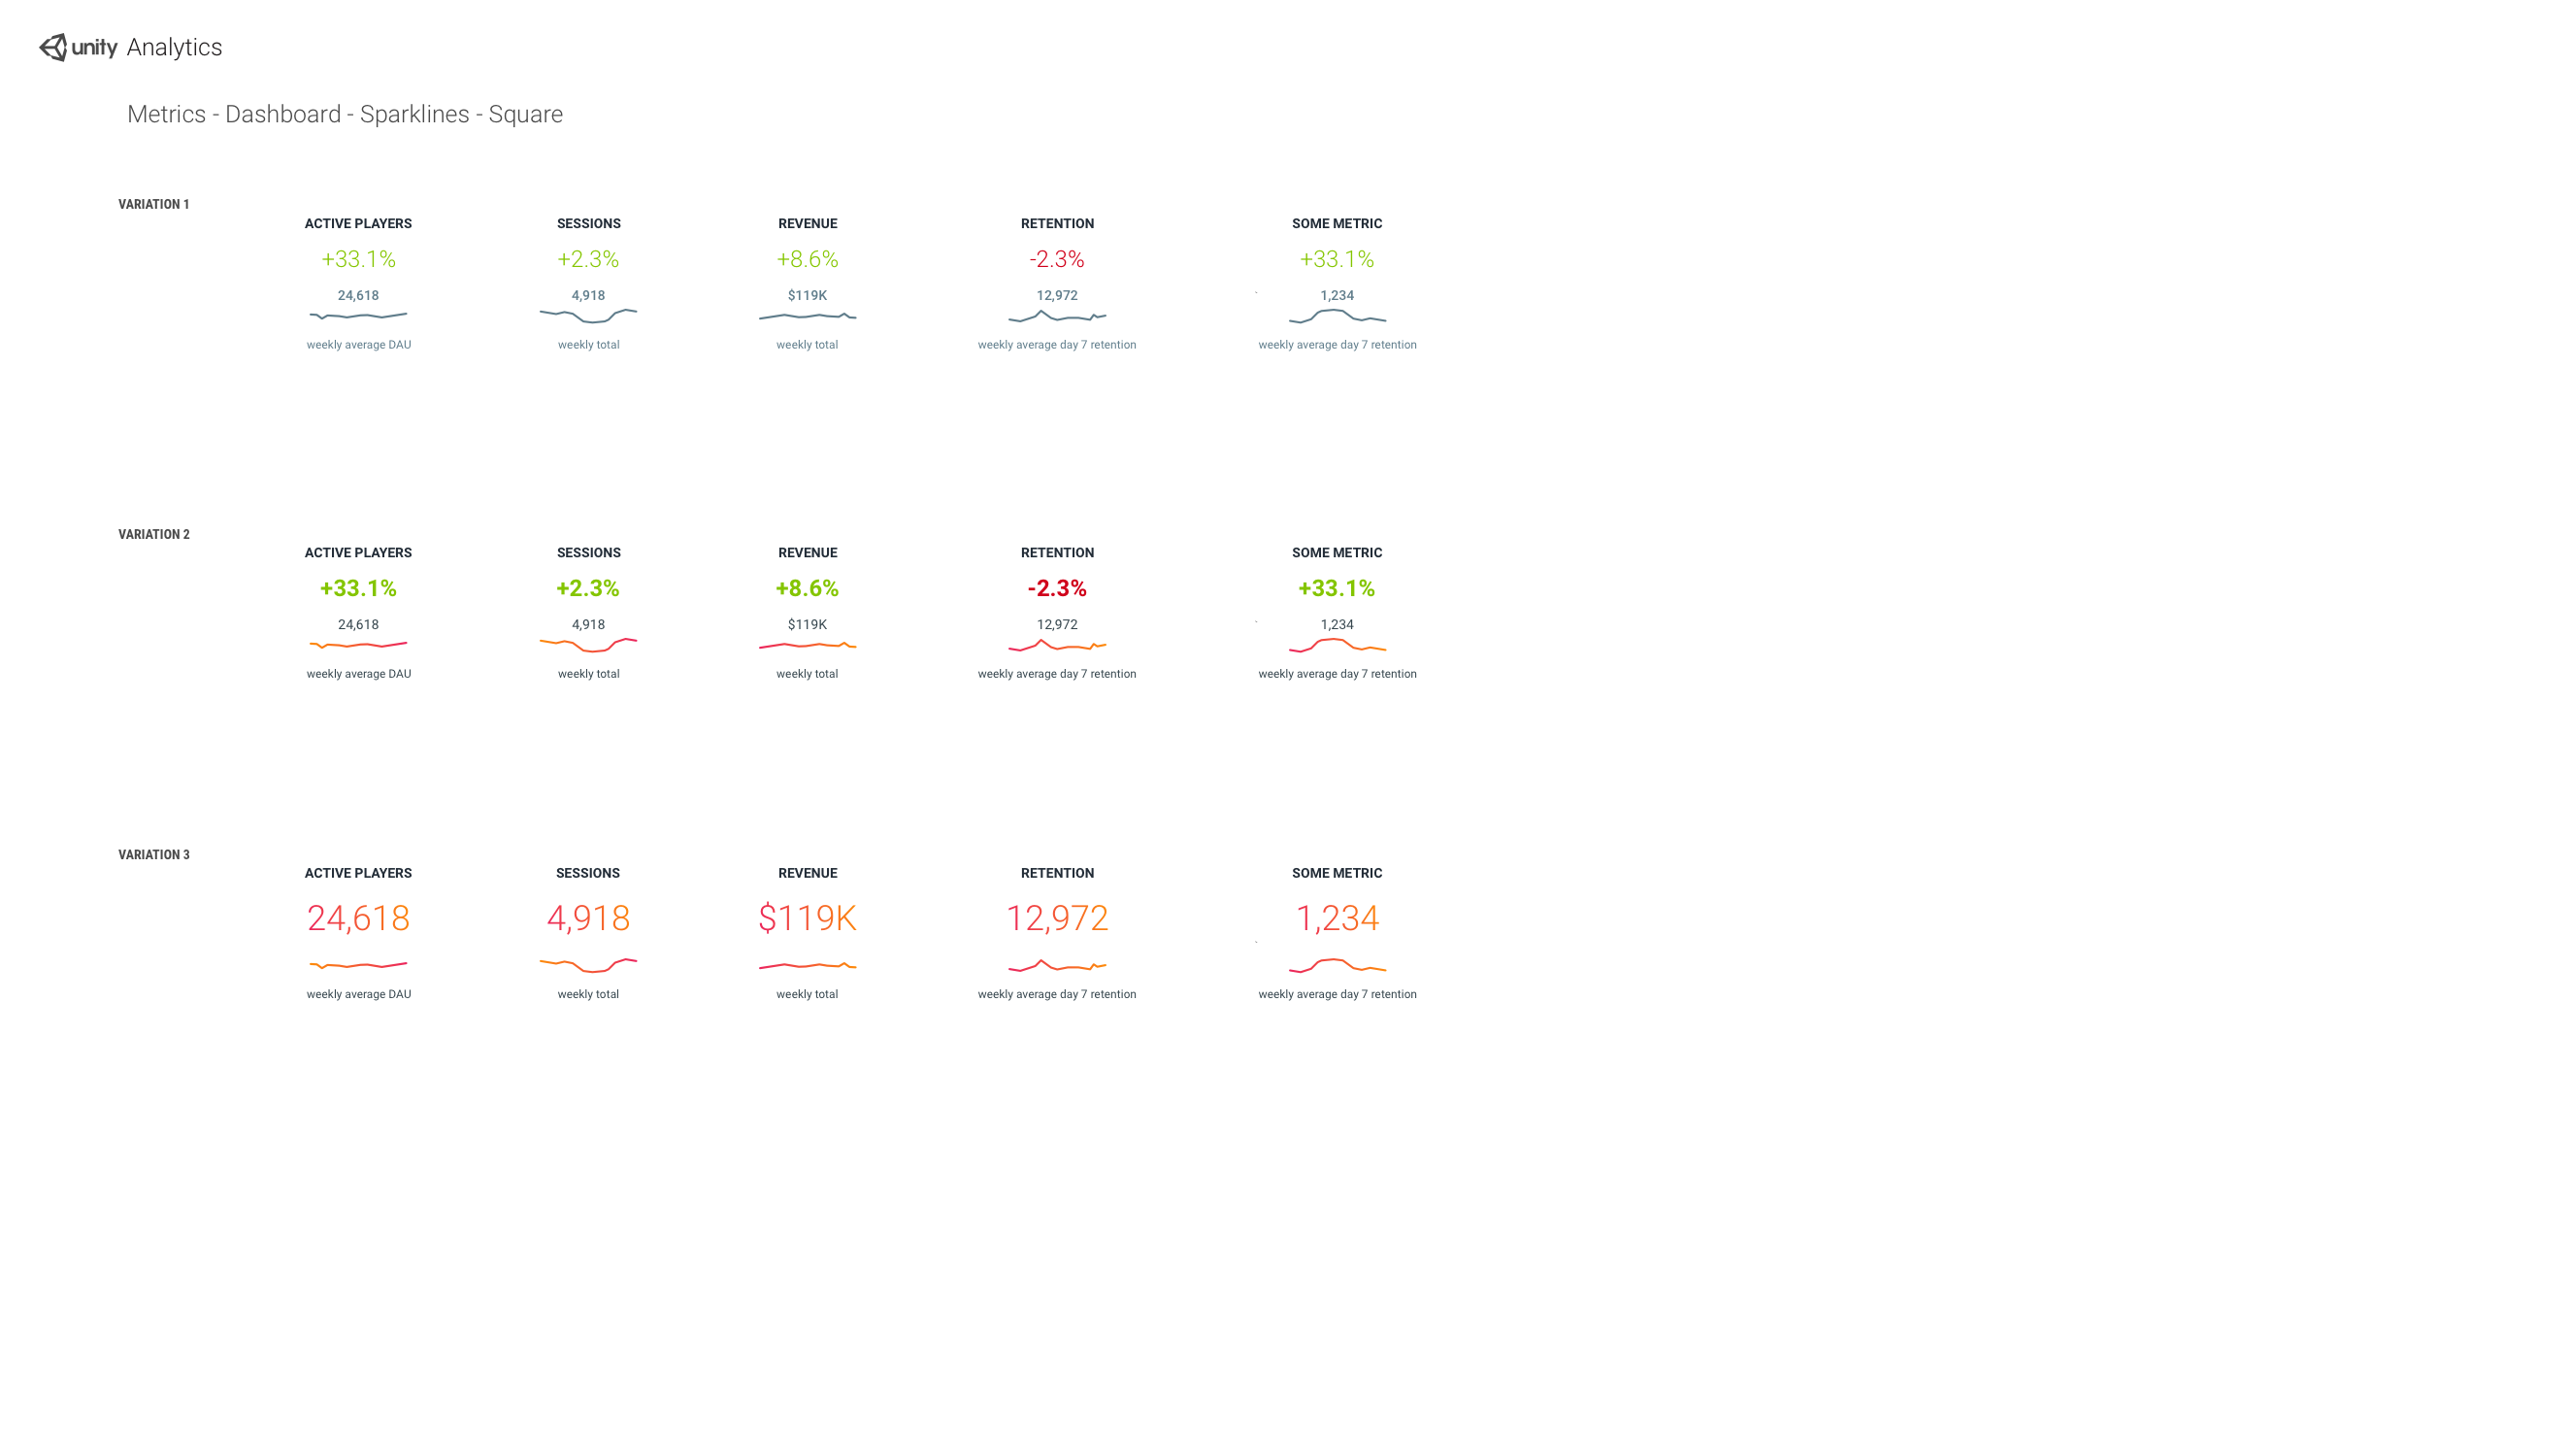 unity Analytics
Metrics - Dashboard - Sparklines - Square
VARIATION 1
ACTIVE PLAYERS SESSIONS REVENUE RETENTION SOME METRIC
+33.1% +2.3% +8.6% -2.3% +33.1%
24,618 4,918 $119K 12,972 ` 1,234
weekly average DAU weekly total weekly total weekly average day 7 retention weekly average day 7 retention
VARIATION 2
ACTIVE PLAYERS SESSIONS REVENUE RETENTION SOME METRIC
+33.1% +2.3% +8.6% -2.3% +33.1%
24,618 4,918 $119K 12,972 ` 1,234
weekly average DAU weekly total weekly total weekly average day 7 retention weekly average day 7 retention
VARIATION 3
ACTIVE PLAYERS SESSIONS REVENUE RETENTION SOME METRIC
24,618 4,918 $119K 12,972 1,234
`
weekly average DAU weekly total weekly total weekly average day 7 retention weekly average day 7 retention